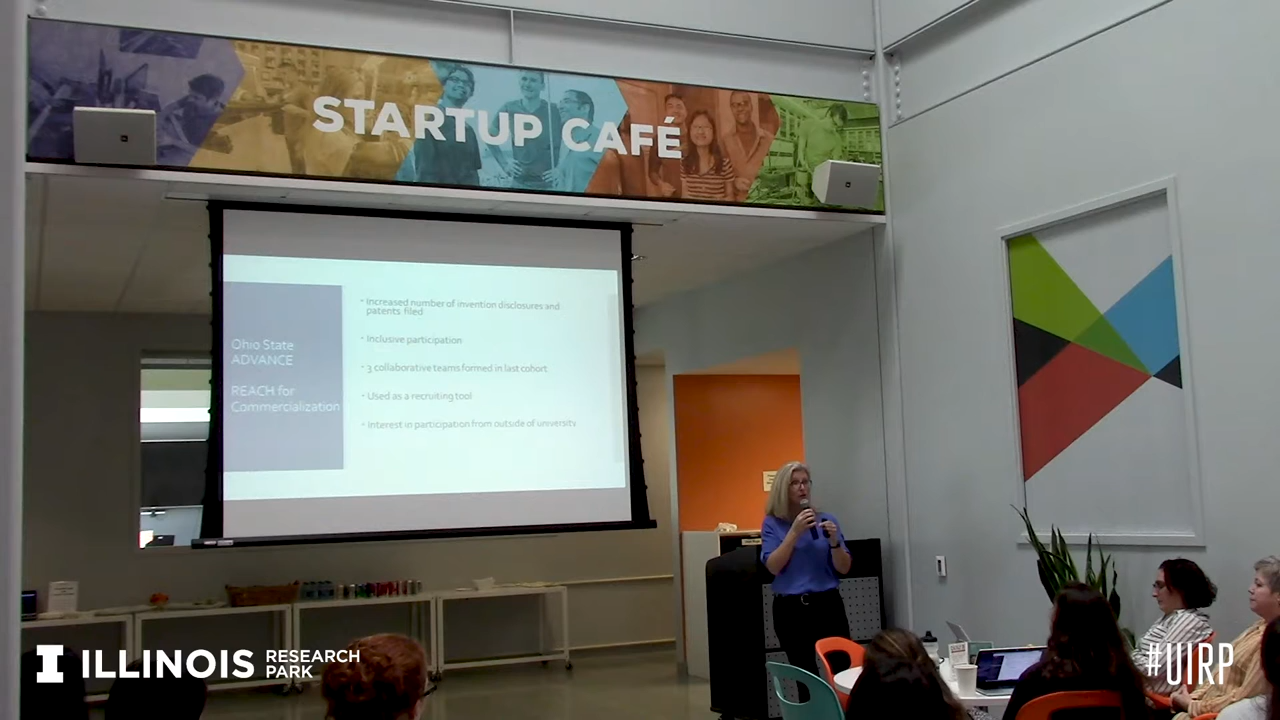 STARTUP CAFÉ
Ohio State
ADVANCE
REACH for
Commercialization
• Increased number of invention disclosures and
patents filed
• Inclusive participation
• 3 collaborative teams formed in last cohort
• Used as a recruiting tool
• Interest in participation from outside of university
I ILLINOIS RESEARCH
PARK
#UIRP